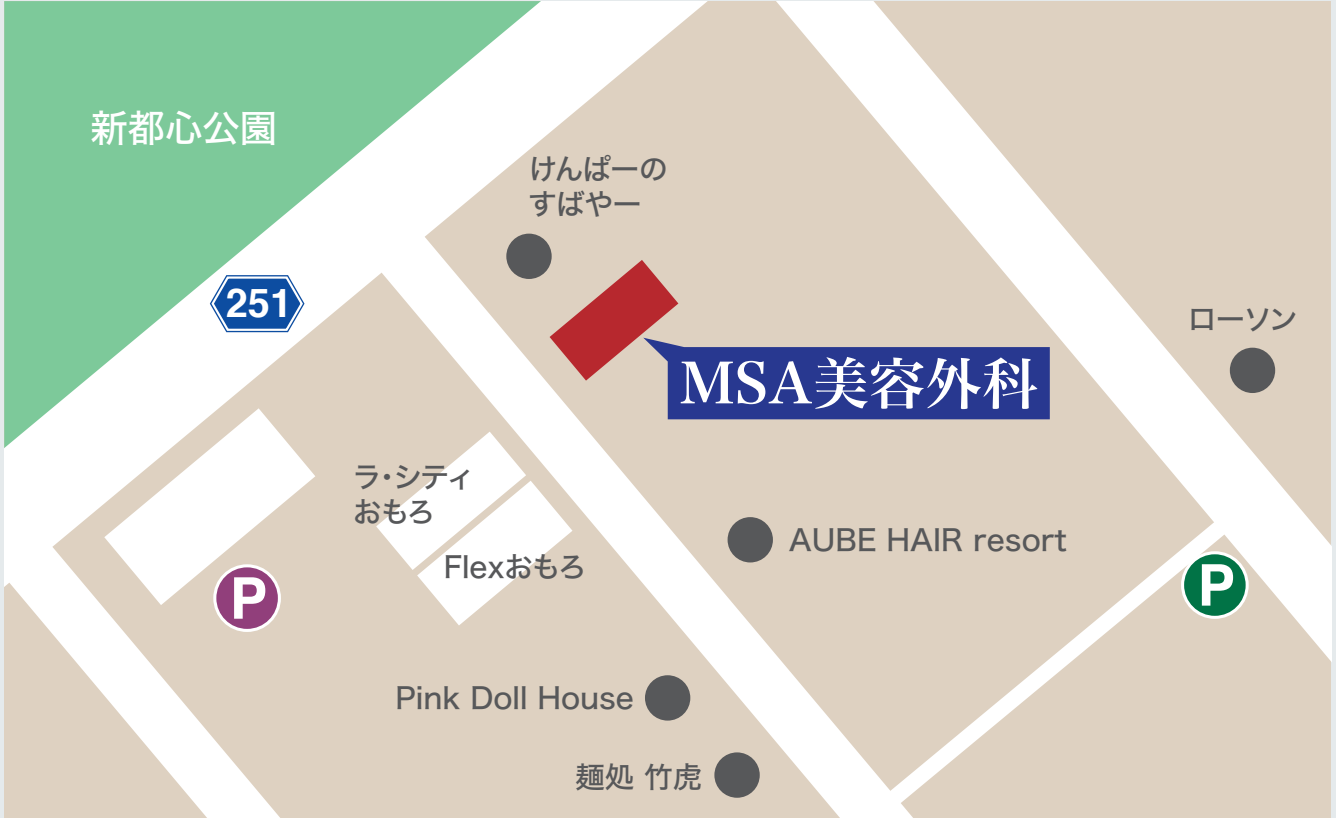 新都心公園
けんぱーの
すばやー
251
ローソン
MSA美容外科
ラ・シティ
おもろ
AUBE HAIR resort
Flexおもろ
P
P
Pink Doll House
麺処 竹虎